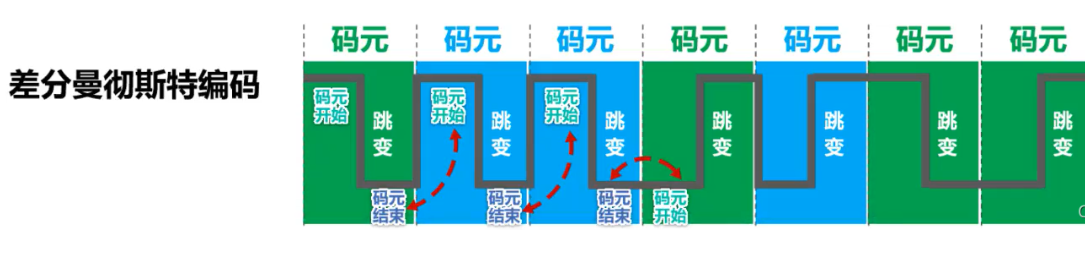 码元 码元 码元 码元 码元 码元 码元
差分曼彻斯特编码
码元 码元 码元
开始 开始 开始
跳 跳 跳 跳 跳 跳 跳
变 变 变 变 变 变 变
码元 码元 码元 码元
结束 结束 结束 开始